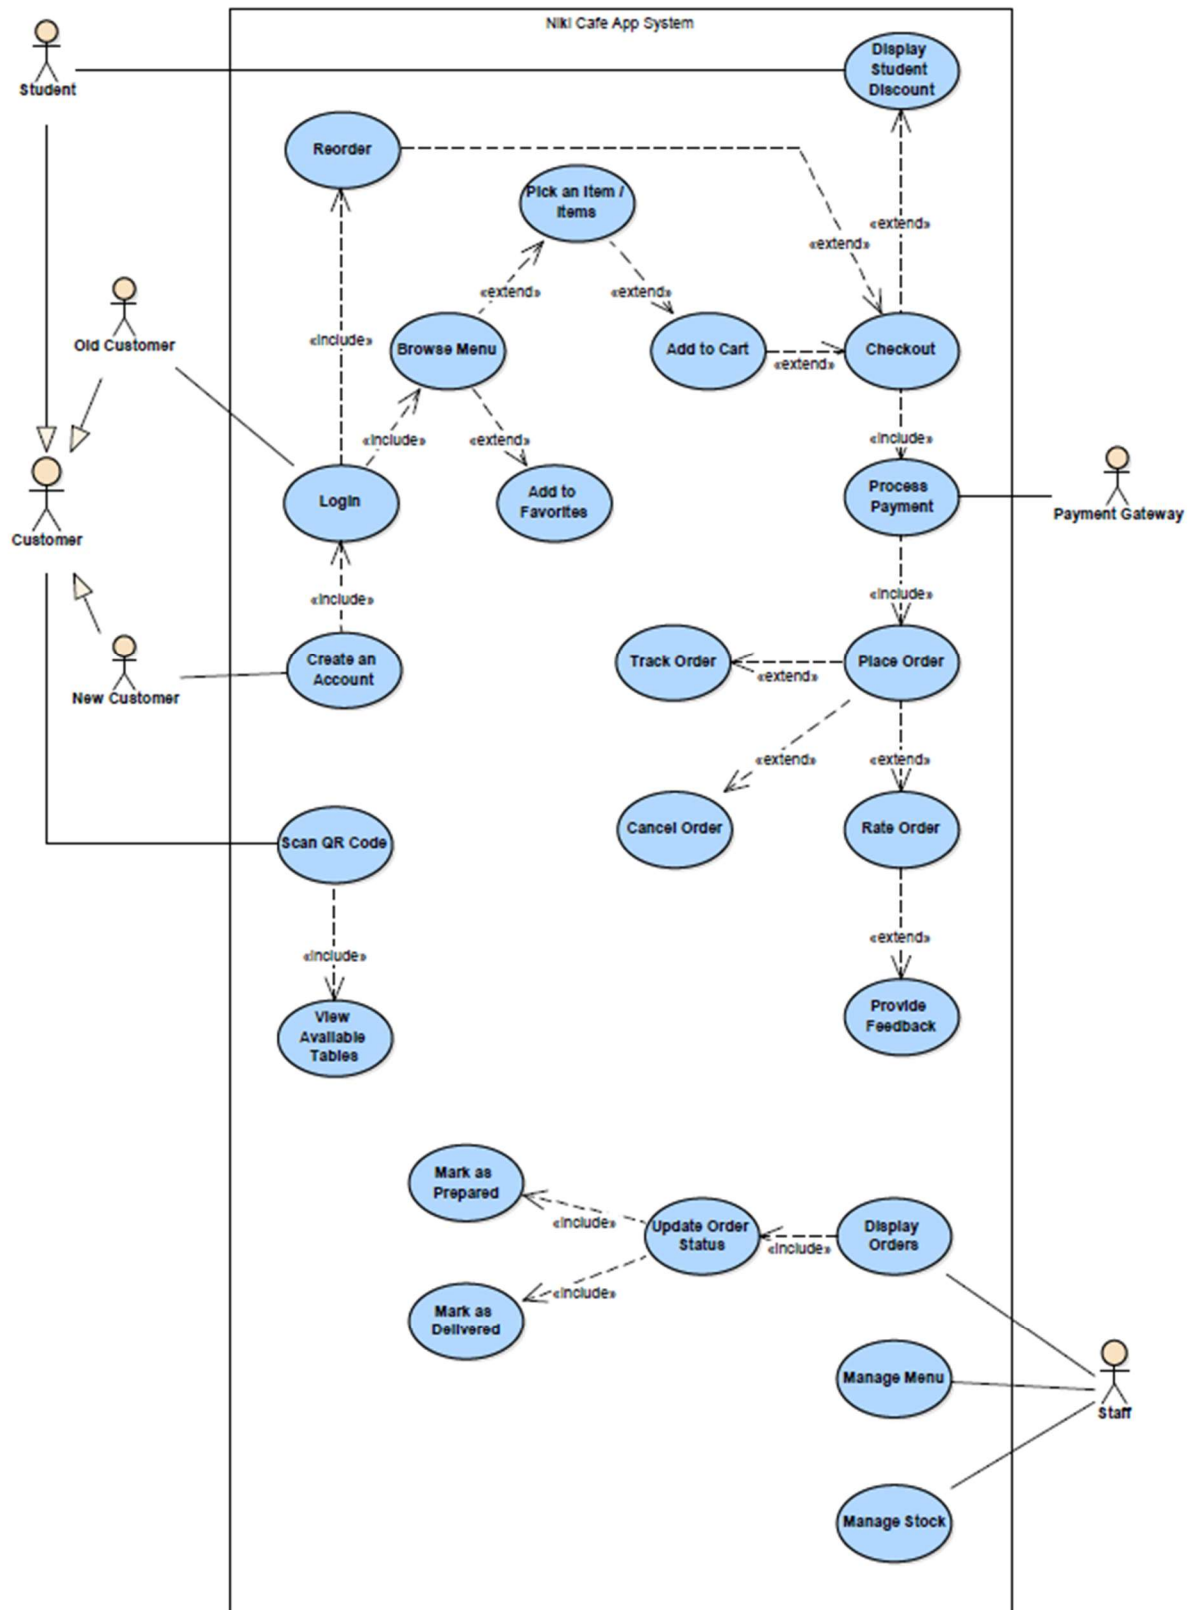 Niki Cafe App System
Student
Display
Student
Discount
Reorder
Pick an Item /
Items
«extend»
«extend»
«extend»
«extend»
Old Customer
«include»
Browse Menu
Add to Cart
«extend»
Checkout
«include»
«extend»
«include»
Customer
Login
Add to
Favorites
Process
Payment
Payment Gateway
«include»
«include»
New Customer
Create an
Account
Track Order
«extend»
Place Order
«extend»
«extend»
Cancel Order
Rate Order
Scan QR Code
«extend»
«include»
View
Available
Tables
Provide
Feedback
Mark as
Prepared
«include»
Update Order
Status
«include»
Display
Orders
«include»
Mark as
Delivered
Manage Menu
Staff
Manage Stock